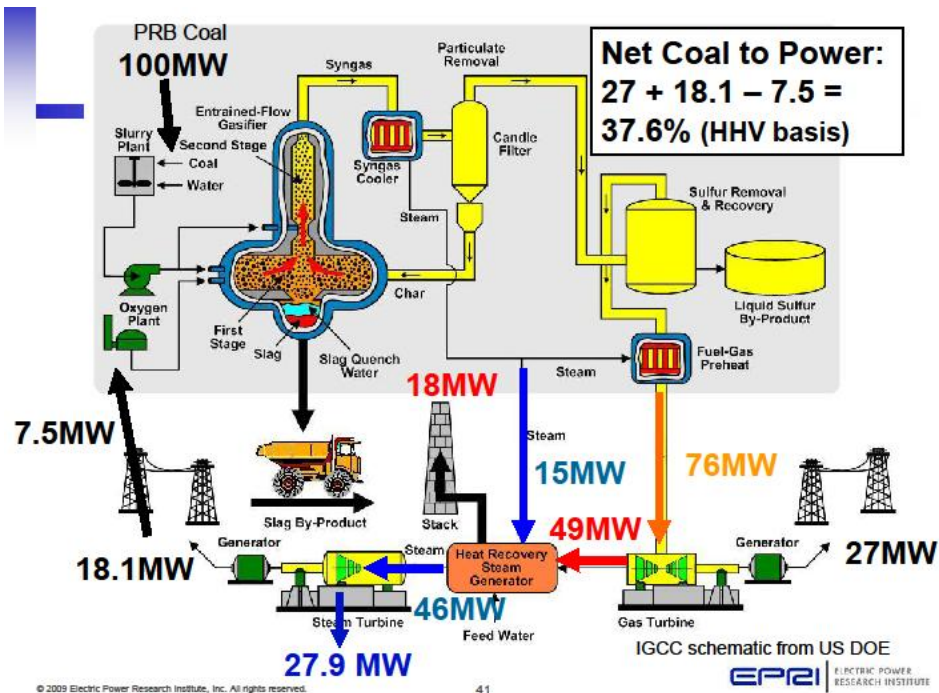 PRB Coal
100MW
Net Coal to Power:
27 + 18.1 – 7.5 =
37.6% (HHV basis)
Syngas
Particulate
Removal
Entrained-Flow
Gasifier
Second Stage
Slurry
Plant
Coal
Water
Syngas
Cooler
Candle
Filter
Sulfur Removal
& Recovery
Steam
Char
Oxygen
Plant
First
Stage
Slag
Slag Quench
Water
Liquid Sulfur
By-Product
Fuel-Gas
Preheat
Steam
18MW
7.5MW
Steam
15MW
76MW
Slag By-Product
Stack
49MW
Generator
Steam
Heat Recovery
Steam
Generator
Generator
18.1MW
27MW
46MW
Steam Turbine
Feed Water
Gas Turbine
27.9 MW
IGCC schematic from US DOE
EPRI ELECTRIC POWER
RESEARCH INSTITUTE
© 2009 Electric Power Research Institute, Inc. All rights reserved.
41